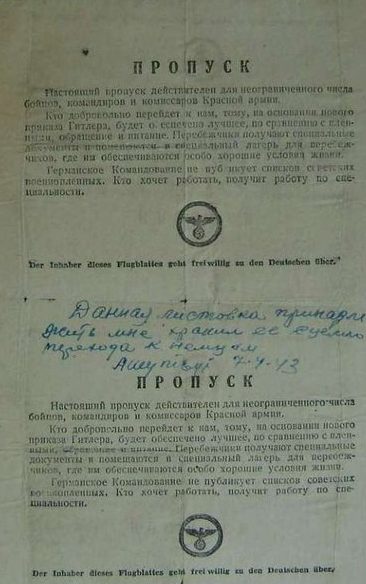 ПРОПУСК
Настоящий пропуск действителен для неограниченного числа
бойцов, командиров и комиссаров Красной армии.
Кто добровольно перейдет к нам, тому, на основании нового
приказа Гитлера, будет обеспечено лучшее, по сравнению с плен-
ными, обращение и питание. Перебежчики получают специальные
документы и помещаются в специальный лагерь для перебеж-
чиков, где им обеспечиваются особо хорошие условия жизни.
Германское Командование не публикует списков советских
военнопленных. Кто хочет работать, получит работу по спе-
циальности.
Der Inhaber dieses Flugblattes geht freiwillig zu den Deutschen über.
Данная листовка принадле
жить мне хранил ее с целью
перехода к немцам
7-4-43
ПРОПУСК
Настоящий пропуск действителен для неограниченного числа
бойцов, командиров и комиссаров Красной армии.
Кто добровольно перейдет к нам, тому, на основании нового
приказа Гитлера, будет обеспечено лучшее, по сравнению с плен-
ными, обращение и питание. Перебежчики получают специальные
документы и помещаются в специальный лагерь для перебеж-
чиков, где им обеспечиваются особо хорошие условия жизни.
Германское Командование не публикует списков советских
военнопленных. Кто хочет работать, получит работу по спе-
циальности.
Der Inhaber dieses Flugblattes geht freiwillig zu den Deutschen über.